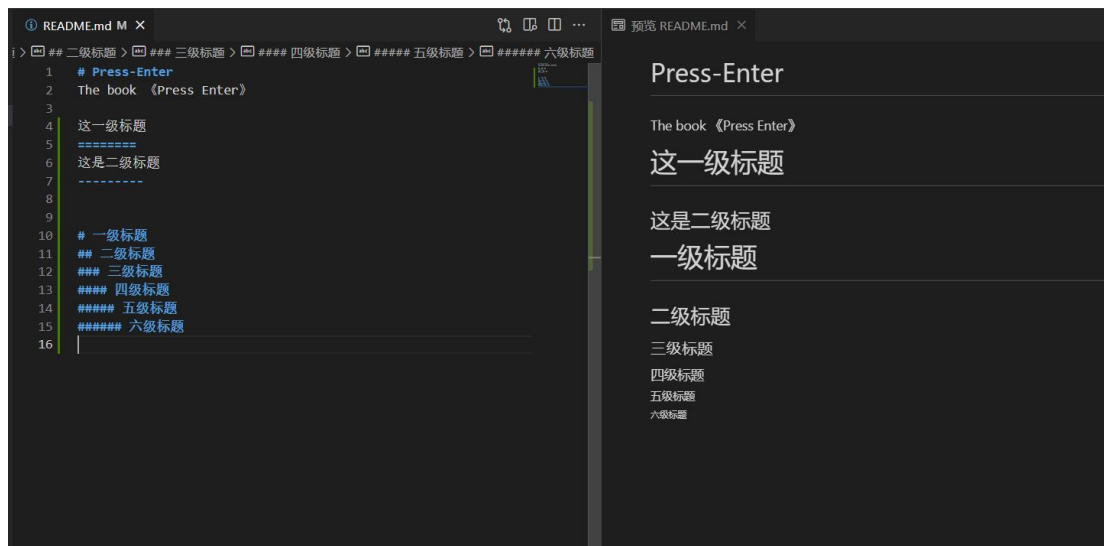 README.md M
预览 README.md
## 二级标题 > ### 三级标题 > #### 四级标题 > ##### 五级标题 > ###### 六级标题
1 # Press-Enter
2 The book 《Press Enter》
3
4 这一级标题
5 ========
6 这是二级标题
7 ---------
8
9
10 # 一级标题
11 ## 二级标题
12 ### 三级标题
13 #### 四级标题
14 ##### 五级标题
15 ###### 六级标题
16
Press-Enter
The book 《Press Enter》
这一级标题
这是二级标题
一级标题
二级标题
三级标题
四级标题
五级标题
六级标题